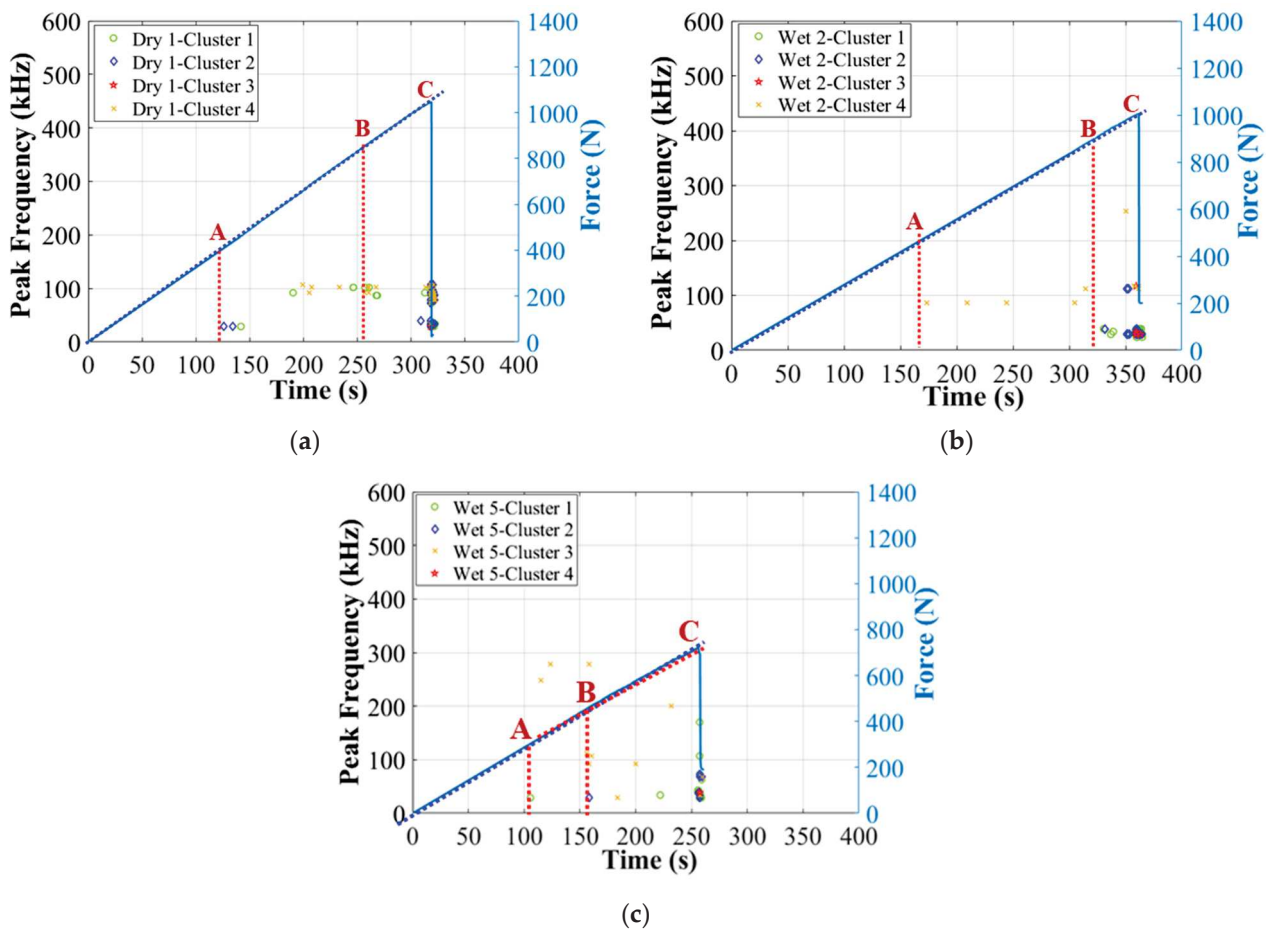 Peak Frequency (kHz)
600
500
400
300
200
100
0
Dry 1-Cluster 1
Dry 1-Cluster 2
Dry 1-Cluster 3
Dry 1-Cluster 4
A
B
C
1400
1200
1000
800
600
400
200
0
Force (N)
0 50 100 150 200 250 300 350 400
Time (s)
(a)
Peak Frequency (kHz)
600
500
400
300
200
100
0
Wet 2-Cluster 1
Wet 2-Cluster 2
Wet 2-Cluster 3
Wet 2-Cluster 4
A
B
C
1400
1200
1000
800
600
400
200
0
Force (N)
0 50 100 150 200 250 300 350 400
Time (s)
(b)
Peak Frequency (kHz)
600
500
400
300
200
100
0
Wet 5-Cluster 1
Wet 5-Cluster 2
Wet 5-Cluster 3
Wet 5-Cluster 4
A
B
C
1400
1200
1000
800
600
400
200
0
Force (N)
0 50 100 150 200 250 300 350 400
Time (s)
(c)